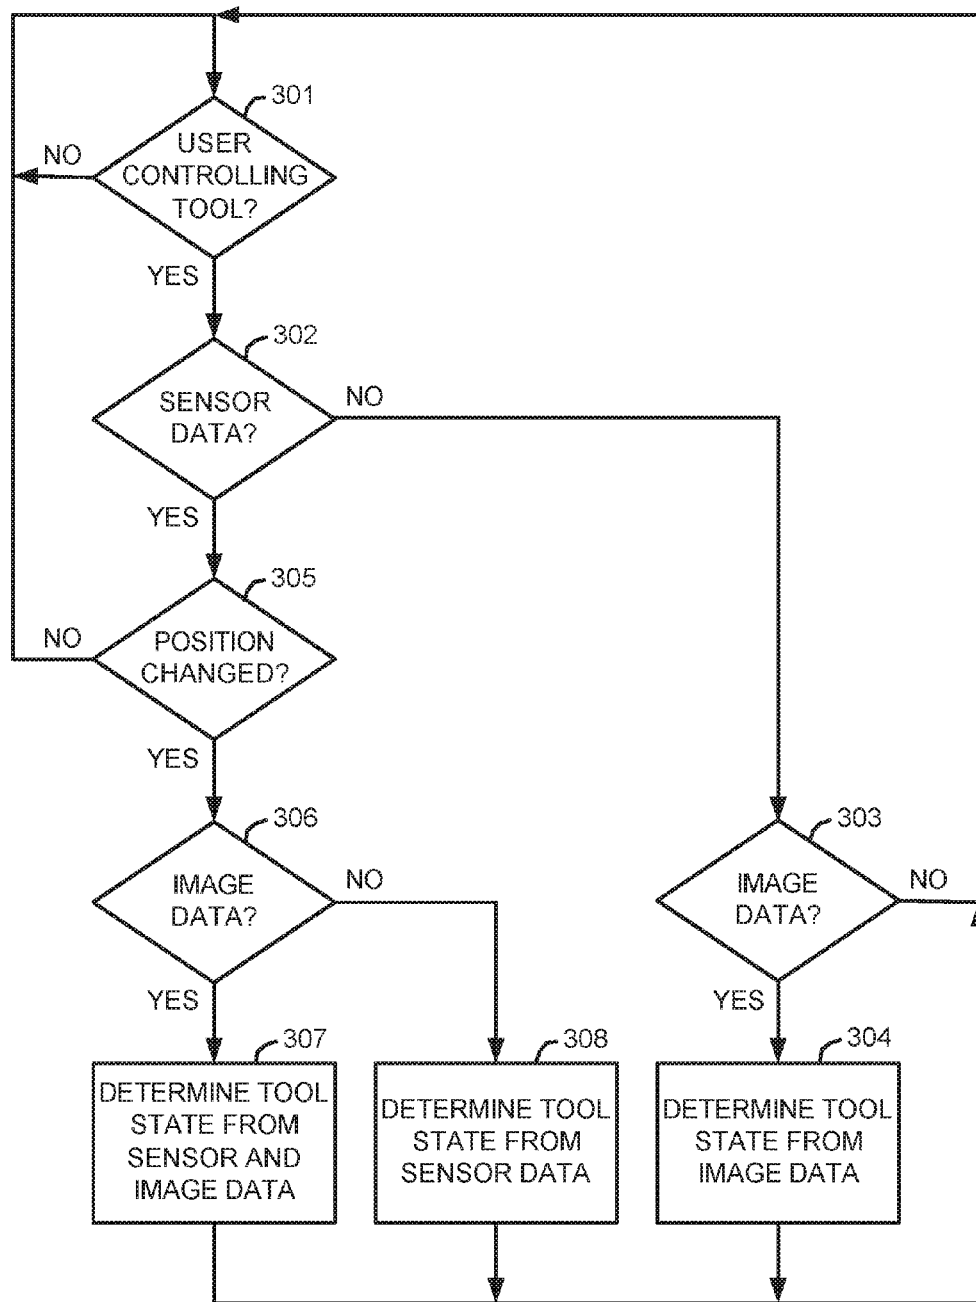 301
USER
CONTROLLING
TOOL?
NO
YES
302
SENSOR
DATA?
NO
YES
305
POSITION
CHANGED?
NO
YES
306
IMAGE
DATA?
NO
YES
303
IMAGE
DATA?
NO
YES
307
DETERMINE TOOL
STATE FROM
SENSOR AND
IMAGE DATA
308
DETERMINE TOOL
STATE FROM
SENSOR DATA
304
DETERMINE TOOL
STATE FROM
IMAGE DATA